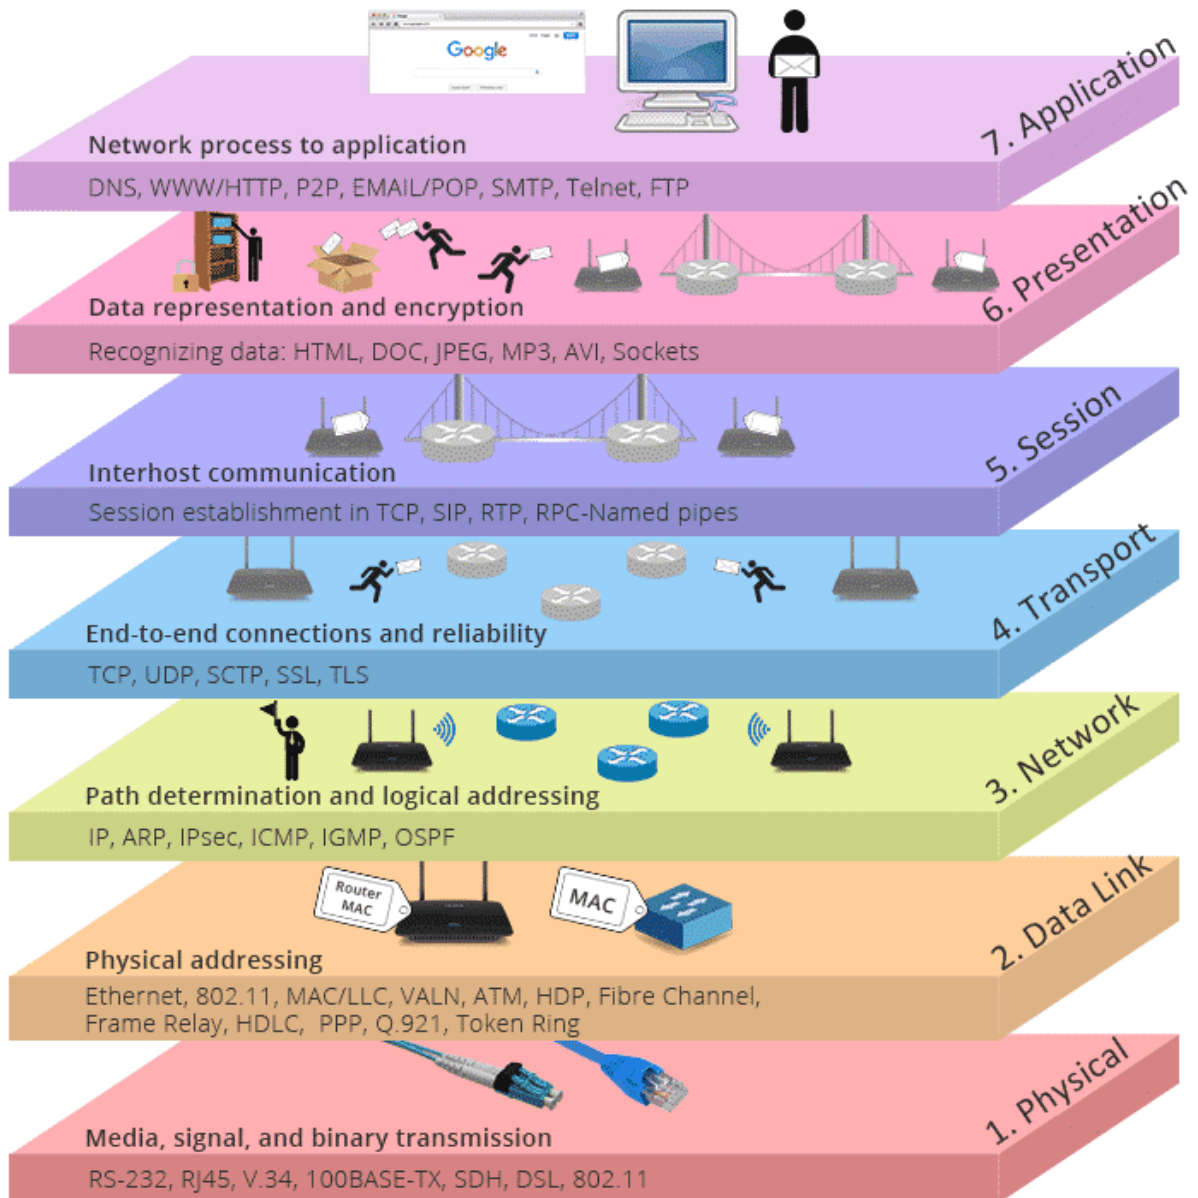 Google
7. Application
Network process to application
DNS, WWW/HTTP, P2P, EMAIL/POP, SMTP, Telnet, FTP
6. Presentation
Data representation and encryption
Recognizing data: HTML, DOC, JPEG, MP3, AVI, Sockets
5. Session
Interhost communication
Session establishment in TCP, SIP, RTP, RPC-Named pipes
4. Transport
End-to-end connections and reliability
TCP, UDP, SCTP, SSL, TLS
3. Network
Path determination and logical addressing
IP, ARP, IPsec, ICMP, IGMP, OSPF
2. Data Link
Router
MAC
MAC
Physical addressing
Ethernet, 802.11, MAC/LLC, VALN, ATM, HDP, Fibre Channel,
Frame Relay, HDLC, PPP, Q.921, Token Ring
1. Physical
Media, signal, and binary transmission
RS-232, RJ45, V.34, 100BASE-TX, SDH, DSL, 802.11